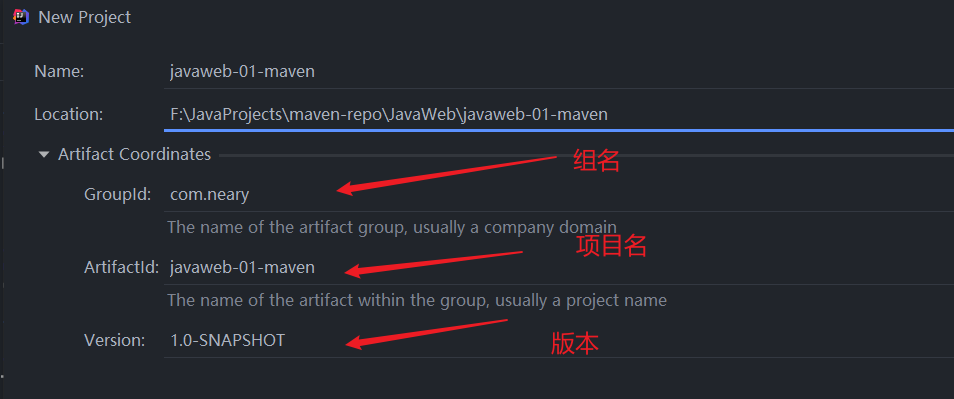 New Project
Name: javaweb-01-maven
Location: F:\JavaProjects\maven-repo\JavaWeb\javaweb-01-maven
Artifact Coordinates
组名
GroupId: com.neary
The name of the artifact group, usually a company domain
项目名
ArtifactId: javaweb-01-maven
The name of the artifact within the group, usually a project name
Version: 1.0-SNAPSHOT
版本